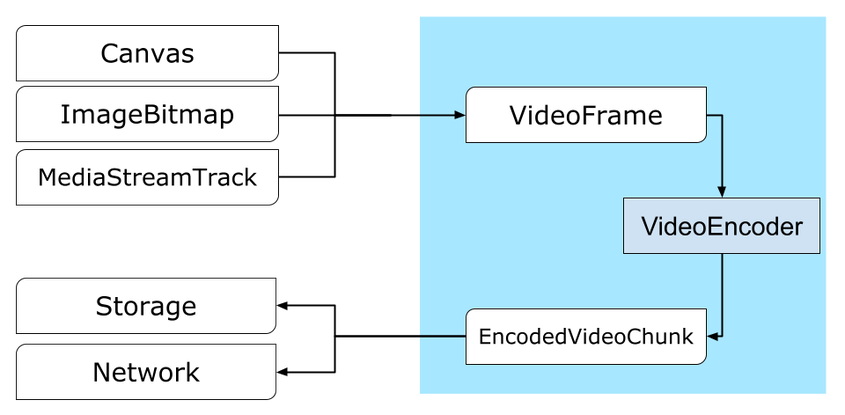 Canvas
ImageBitmap
MediaStreamTrack
VideoFrame
VideoEncoder
EncodedVideoChunk
Storage
Network